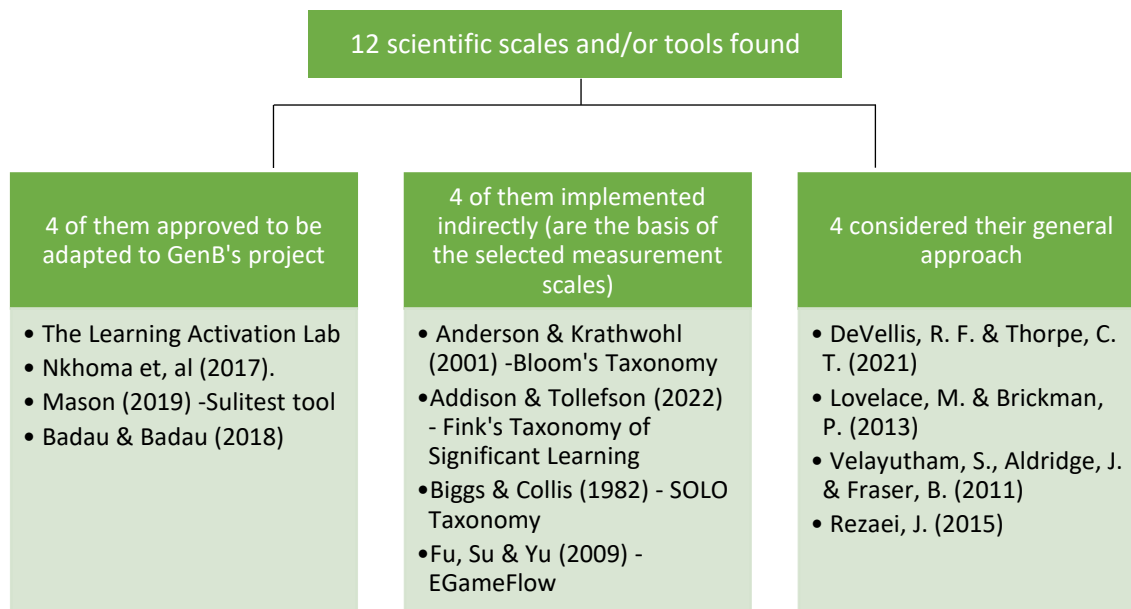 12 scientific scales and/or tools found
4 of them approved to be
adapted to GenB's project
• The Learning Activation Lab
• Nkhoma et, al (2017).
• Mason (2019) -Sulitest tool
• Badau & Badau (2018)
4 of them implemented
indirectly (are the basis of
the selected measurement
scales)
• Anderson & Krathwohl
(2001) -Bloom's Taxonomy
• Addison & Tollefson (2022)
- Fink's Taxonomy of
Significant Learning
• Biggs & Collis (1982) - SOLO
Taxonomy
• Fu, Su & Yu (2009) -
EGameFlow
4 considered their general
approach
• DeVellis, R. F. & Thorpe, C.
T. (2021)
• Lovelace, M. & Brickman,
P. (2013)
• Velayutham, S., Aldridge, J.
& Fraser, B. (2011)
• Rezaei, J. (2015)